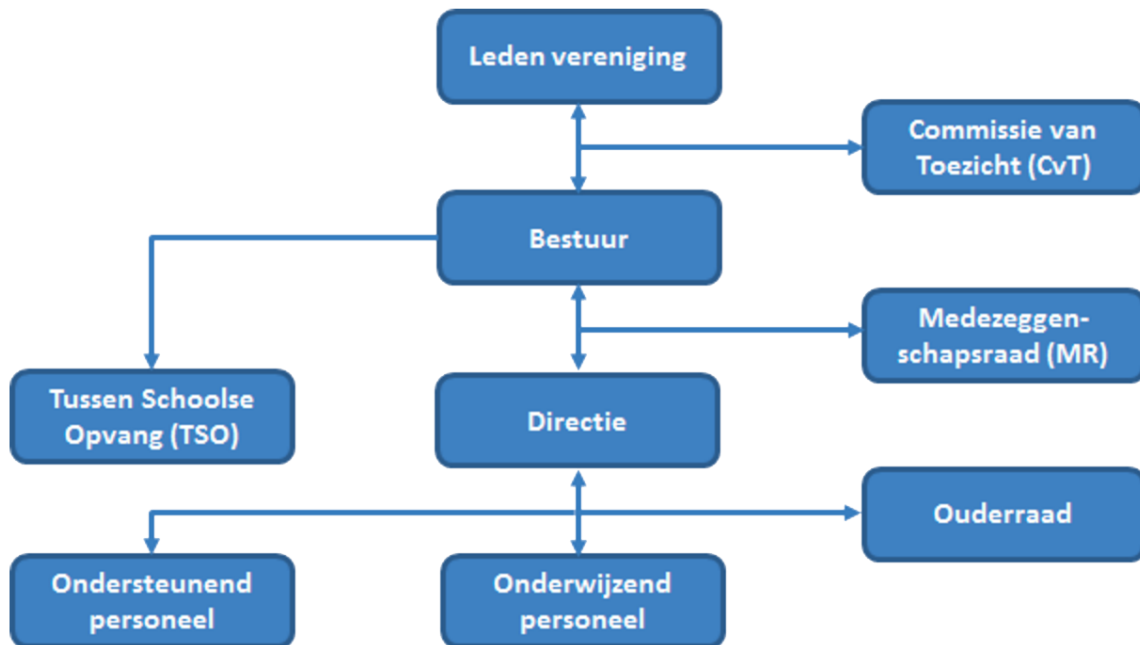 Leden vereniging
Commissie van
Toezicht (CvT)
Bestuur
Medezeggen-
schapsraad (MR)
Tussen Schoolse
Opvang (TSO)
Directie
Ouderraad
Ondersteunend
personeel
Onderwijzend
personeel